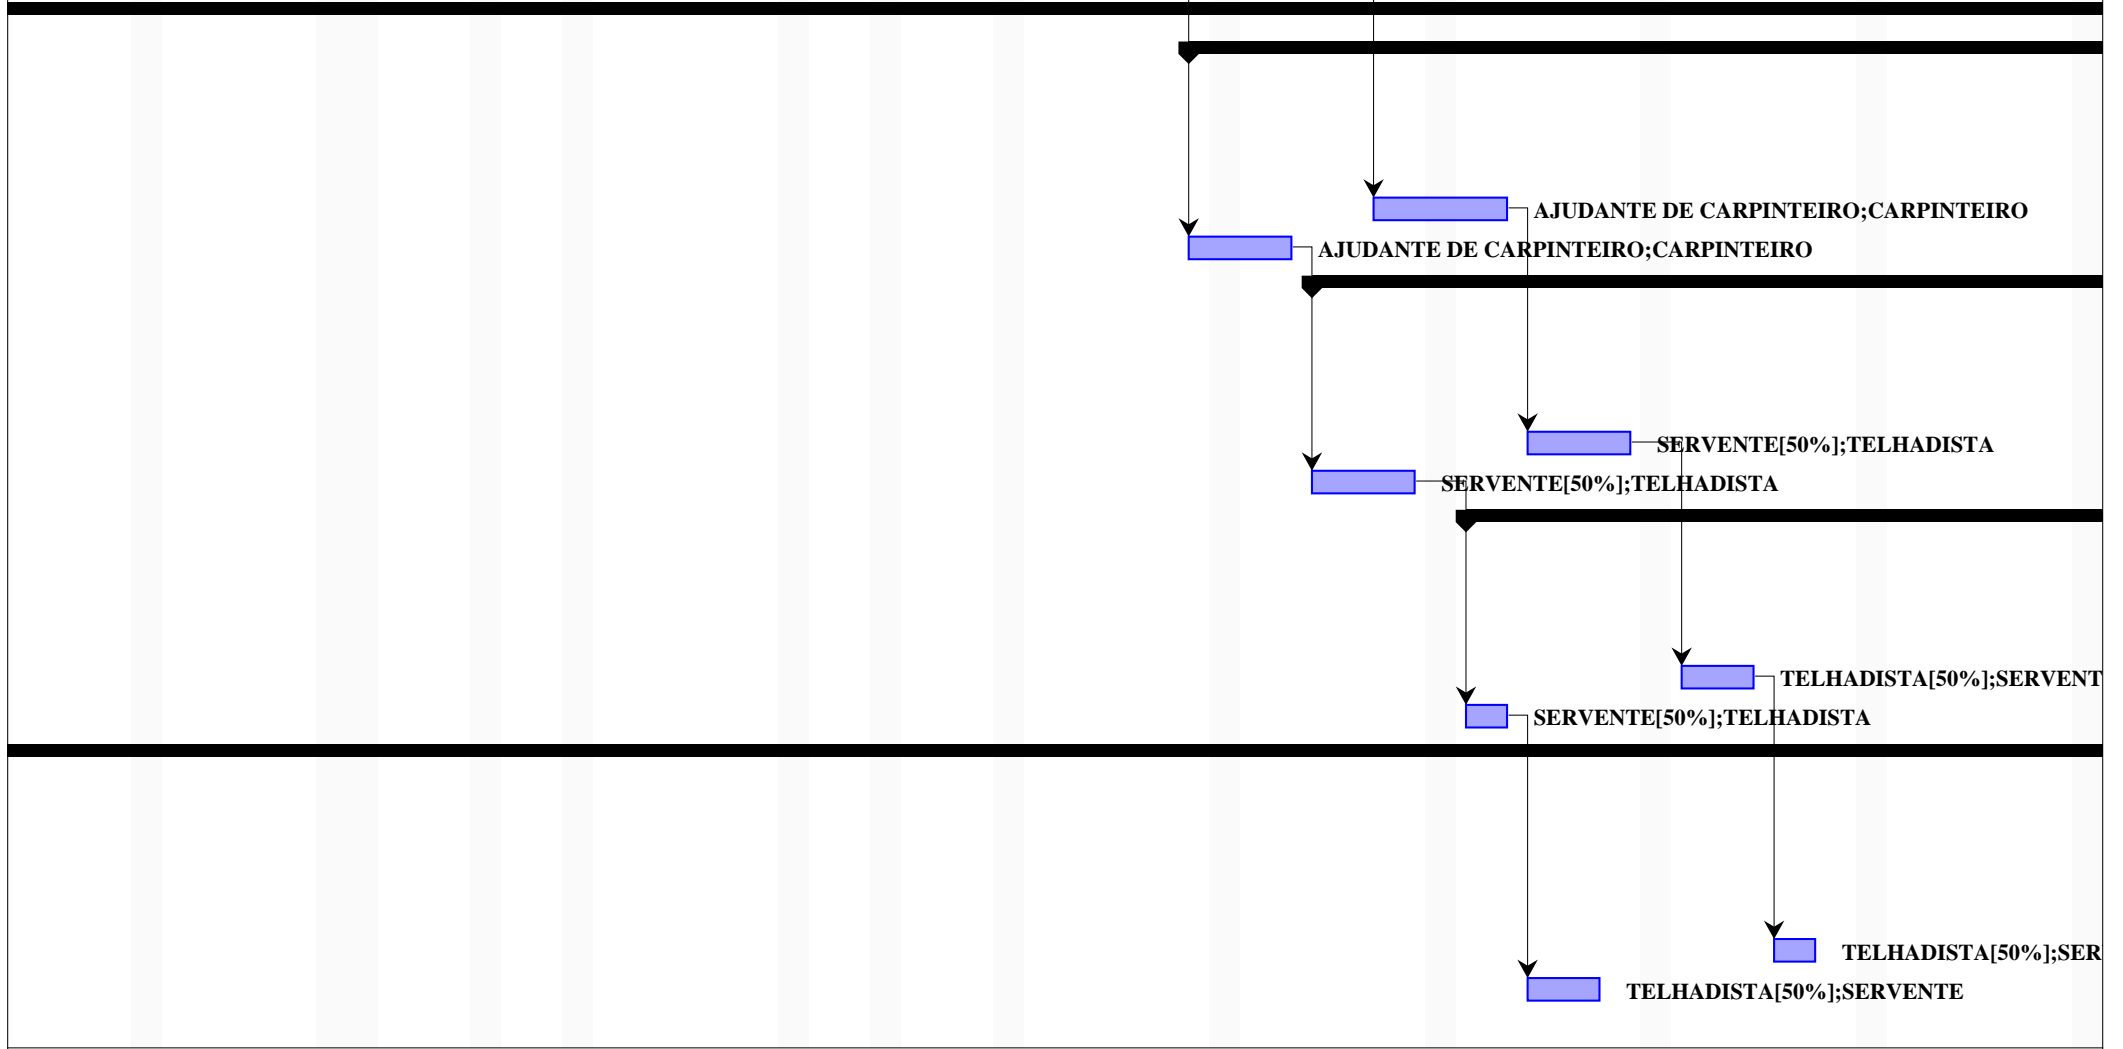 AJUDANTE DE CARPINTEIRO;CARPINTEIRO
AJUDANTE DE CARPINTEIRO;CARPINTEIRO
SERVENTE[50%];TELHADISTA
SERVENTE[50%];TELHADISTA
TELHADISTA[50%];SERVENT
SERVENTE[50%];TELHADISTA
TELHADISTA[50%];SER
TELHADISTA[50%];SERVENTE